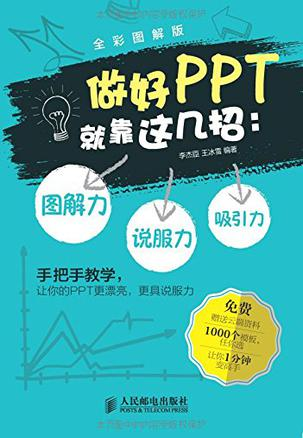 全彩图解版
做好PPT
就靠这几招:
李杰臣 王冰雪 编著
图解力
说服力
吸引力
手把手教学,
让你的PPT更漂亮,更具说服力
免费
赠送云端资料
1000个模板,
任你选
让你1分钟
变高手
人民邮电出版社
POSTS & TELECOM PRESS